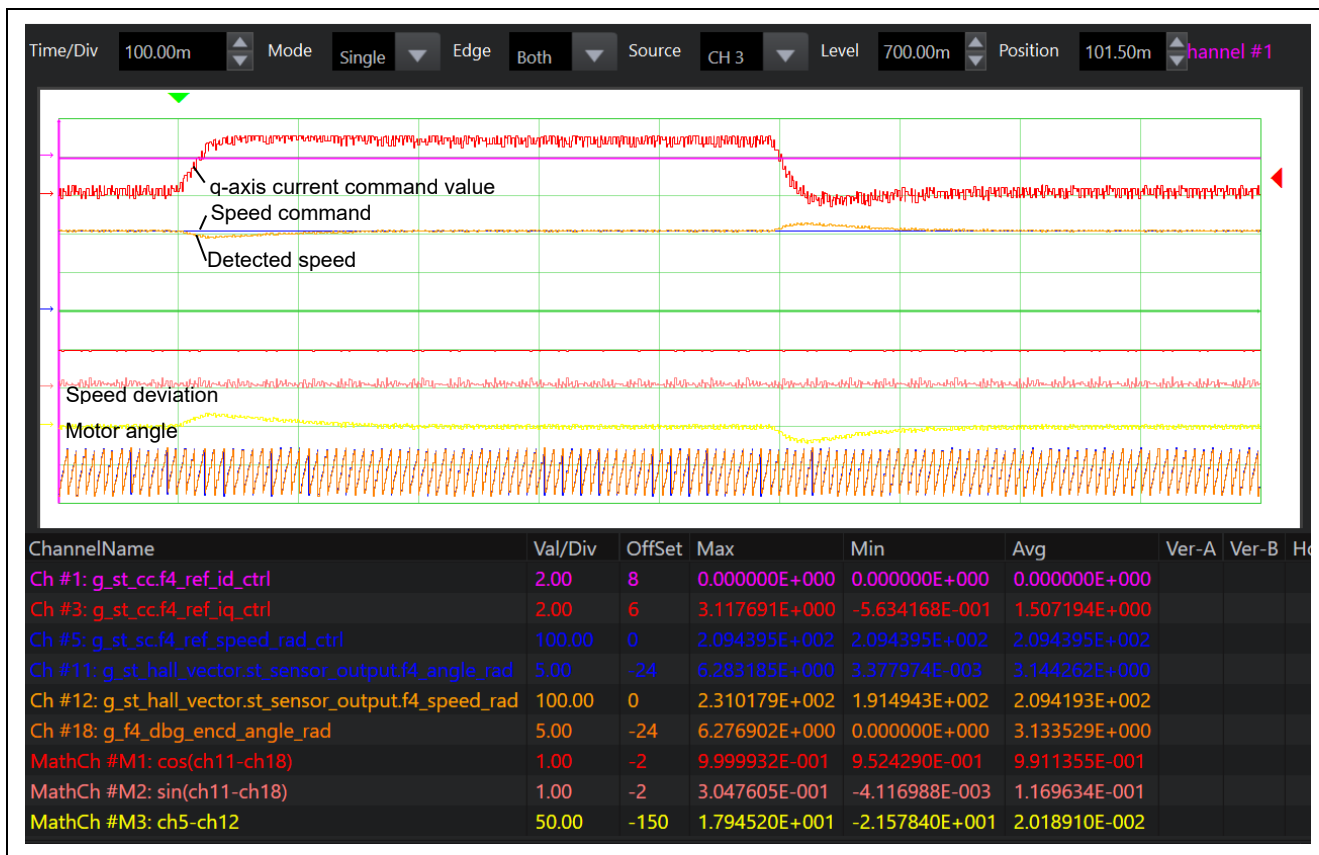 Time/Div 100.00m Mode Single Edge Both Source CH 3 Level 700.00m Position 101.50m hannel #1
q-axis current command value
Speed command
Detected speed
Speed deviation
Motor angle
ChannelName Val/Div OffSet Max Min Avg Ver-A Ver-B Ho
Ch #1: g_st_cc.f4_ref_id_ctrl 2.00 8 0.000000E+000 0.000000E+000 0.000000E+000
Ch #3: g_st_cc.f4_ref_iq_ctrl 2.00 6 3.117691E+000 -5.634168E-001 1.507194E+000
Ch #5: g_st_sc.f4_ref_speed_rad_ctrl 100.00 0 2.094395E+002 2.094395E+002 2.094395E+002
Ch #11: g_st_hall_vector.st_sensor_output.f4_angle_rad 5.00 -24 6.283185E+000 3.377974E-003 3.144262E+000
Ch #12: g_st_hall_vector.st_sensor_output.f4_speed_rad 100.00 0 2.310179E+002 1.914943E+002 2.094193E+002
Ch #18: g_f4_dbg_encd_angle_rad 5.00 -24 6.276902E+000 0.000000E+000 3.133529E+000
MathCh #M1: cos(ch11-ch18) 1.00 -2 9.999932E-001 9.524290E-001 9.911355E-001
MathCh #M2: sin(ch11-ch18) 1.00 -2 3.047605E-001 -4.116988E-003 1.169634E-001
MathCh #M3: ch5-ch12 50.00 -150 1.794520E+001 -2.157840E+001 2.018910E-002